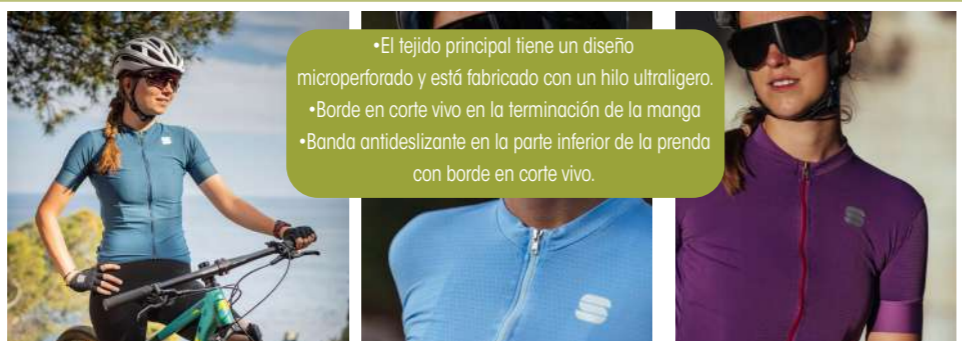 •El tejido principal tiene un diseño
microperforado y está fabricado con un hilo ultraligero.
•Borde en corte vivo en la terminación de la manga
•Banda antideslizante en la parte inferior de la prenda
con borde en corte vivo.